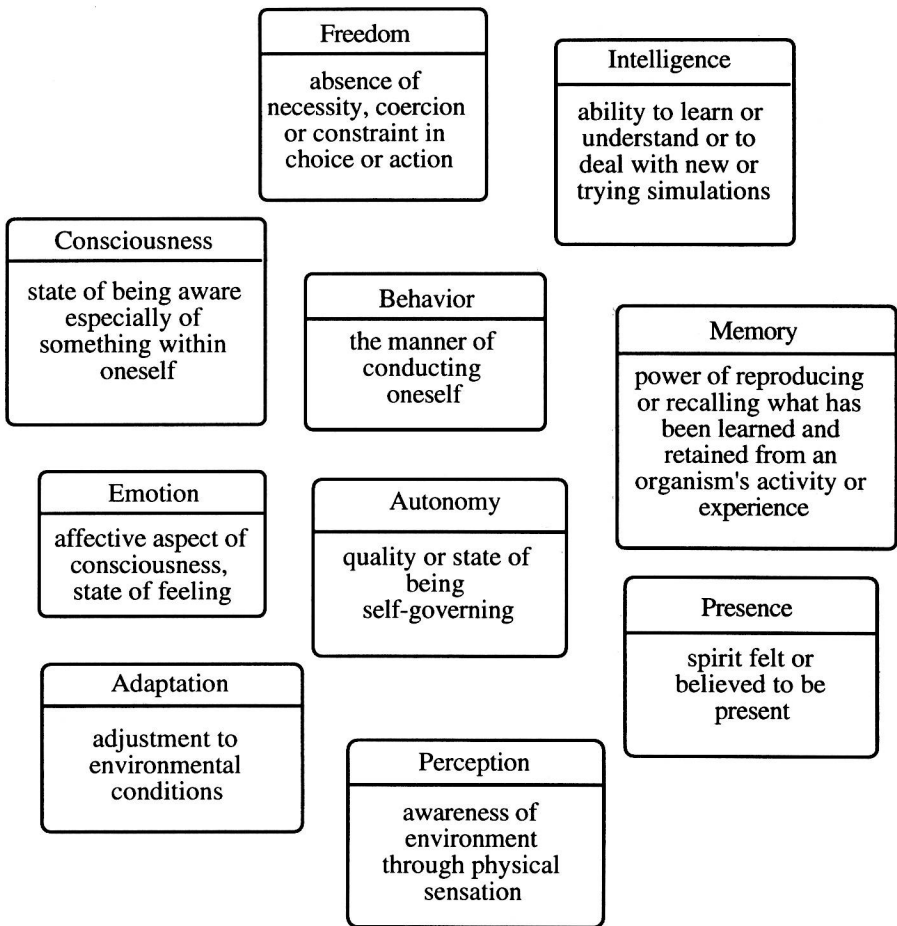 Freedom
absence of
necessity, coercion
or constraint in
choice or action
Intelligence
ability to learn or
understand or to
deal with new or
trying simulations
Consciousness
state of being aware
especially of
something within
oneself
Behavior
the manner of
conducting
oneself
Memory
power of reproducing
or recalling what has
been learned and
retained from an
organism's activity or
experience
Emotion
affective aspect of
consciousness,
state of feeling
Autonomy
quality or state of
being
self-governing
Presence
spirit felt or
believed to be
present
Adaptation
adjustment to
environmental
conditions
Perception
awareness of
environment
through physical
sensation